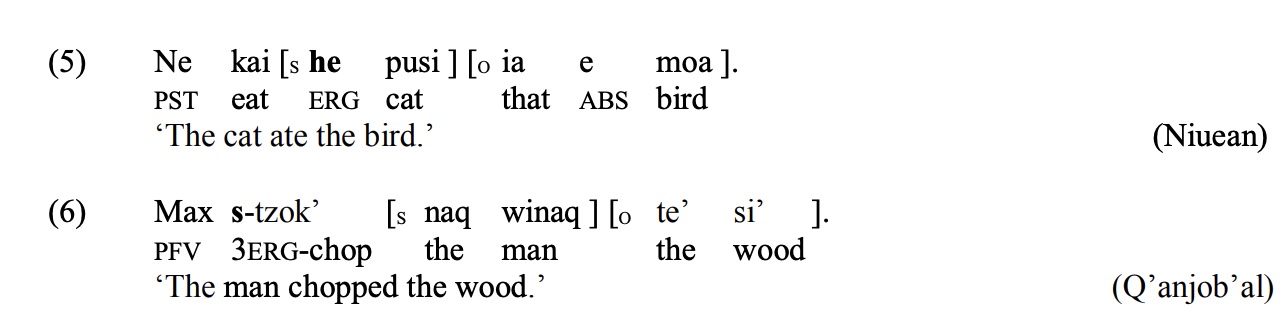 (5) Ne kai [S he pusi ] [O ia e moa ].
PST eat ERG cat that ABS bird
‘The cat ate the bird.’ (Niuean)
(6) Max s-tzok’ [S naq winaq ] [O te’ si’ ].
PFV 3ERG-chop the man the wood
‘The man chopped the wood.’ (Q’anjob’al)